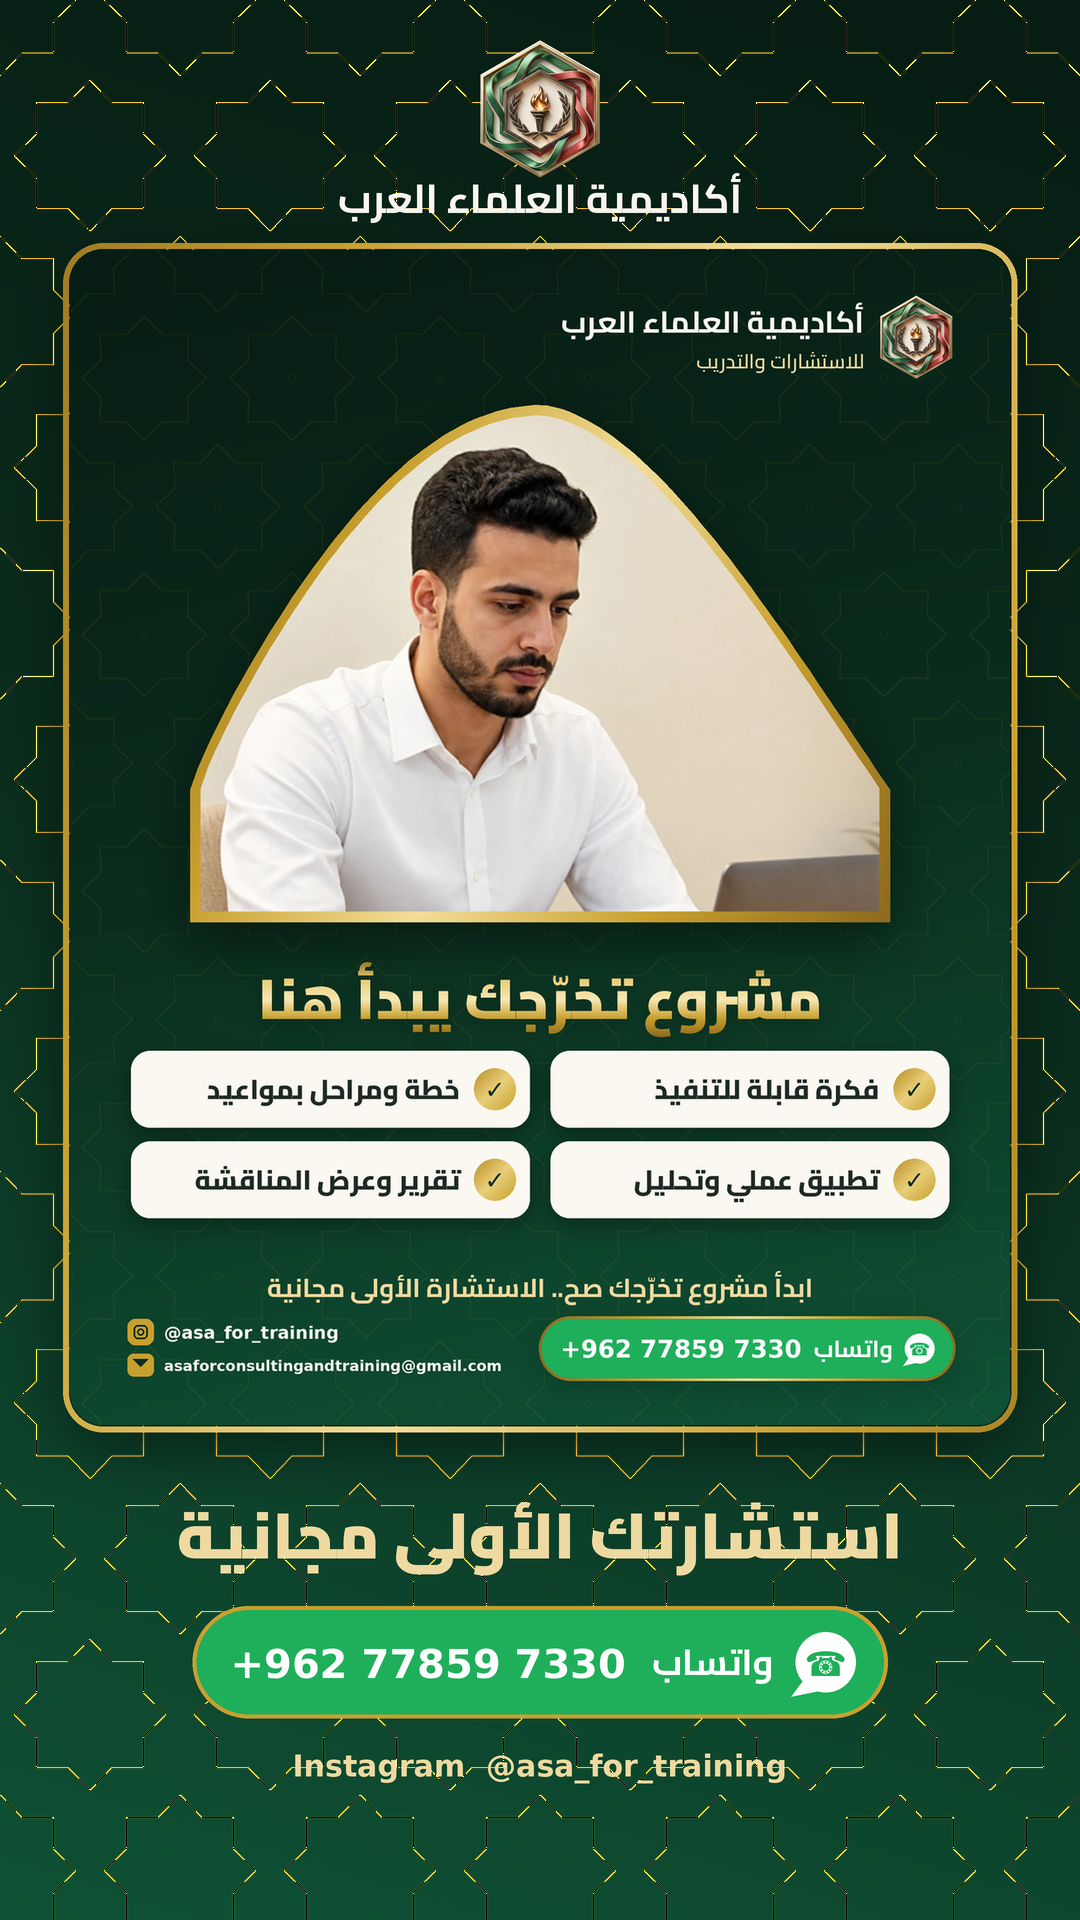 أكاديمية العلماء العرب
أكاديمية العلماء العرب
للاستشارات والتدريب
مشروع تخرّجك يبدأ هنا
✓ فكرة قابلة للتنفيذ
✓ خطة ومراحل بمواعيد
✓ تطبيق عملي وتحليل
✓ تقرير وعرض المناقشة
ابدأ مشروع تخرّجك صح.. الاستشارة الأولى مجانية
واتساب +962 77859 7330
@asa_for_training
asaforconsultingandtraining@gmail.com
استشارتك الأولى مجانية
واتساب +962 77859 7330
Instagram @asa_for_training